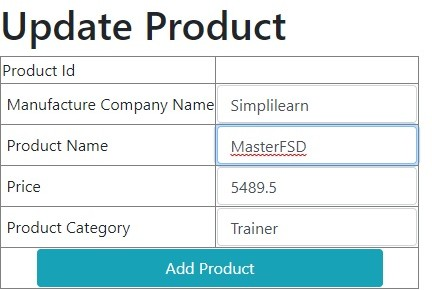 Update Product
Product Id
Manufacture Company Name Simplilearn
Product Name MasterFSD
Price 5489.5
Product Category Trainer
Add Product